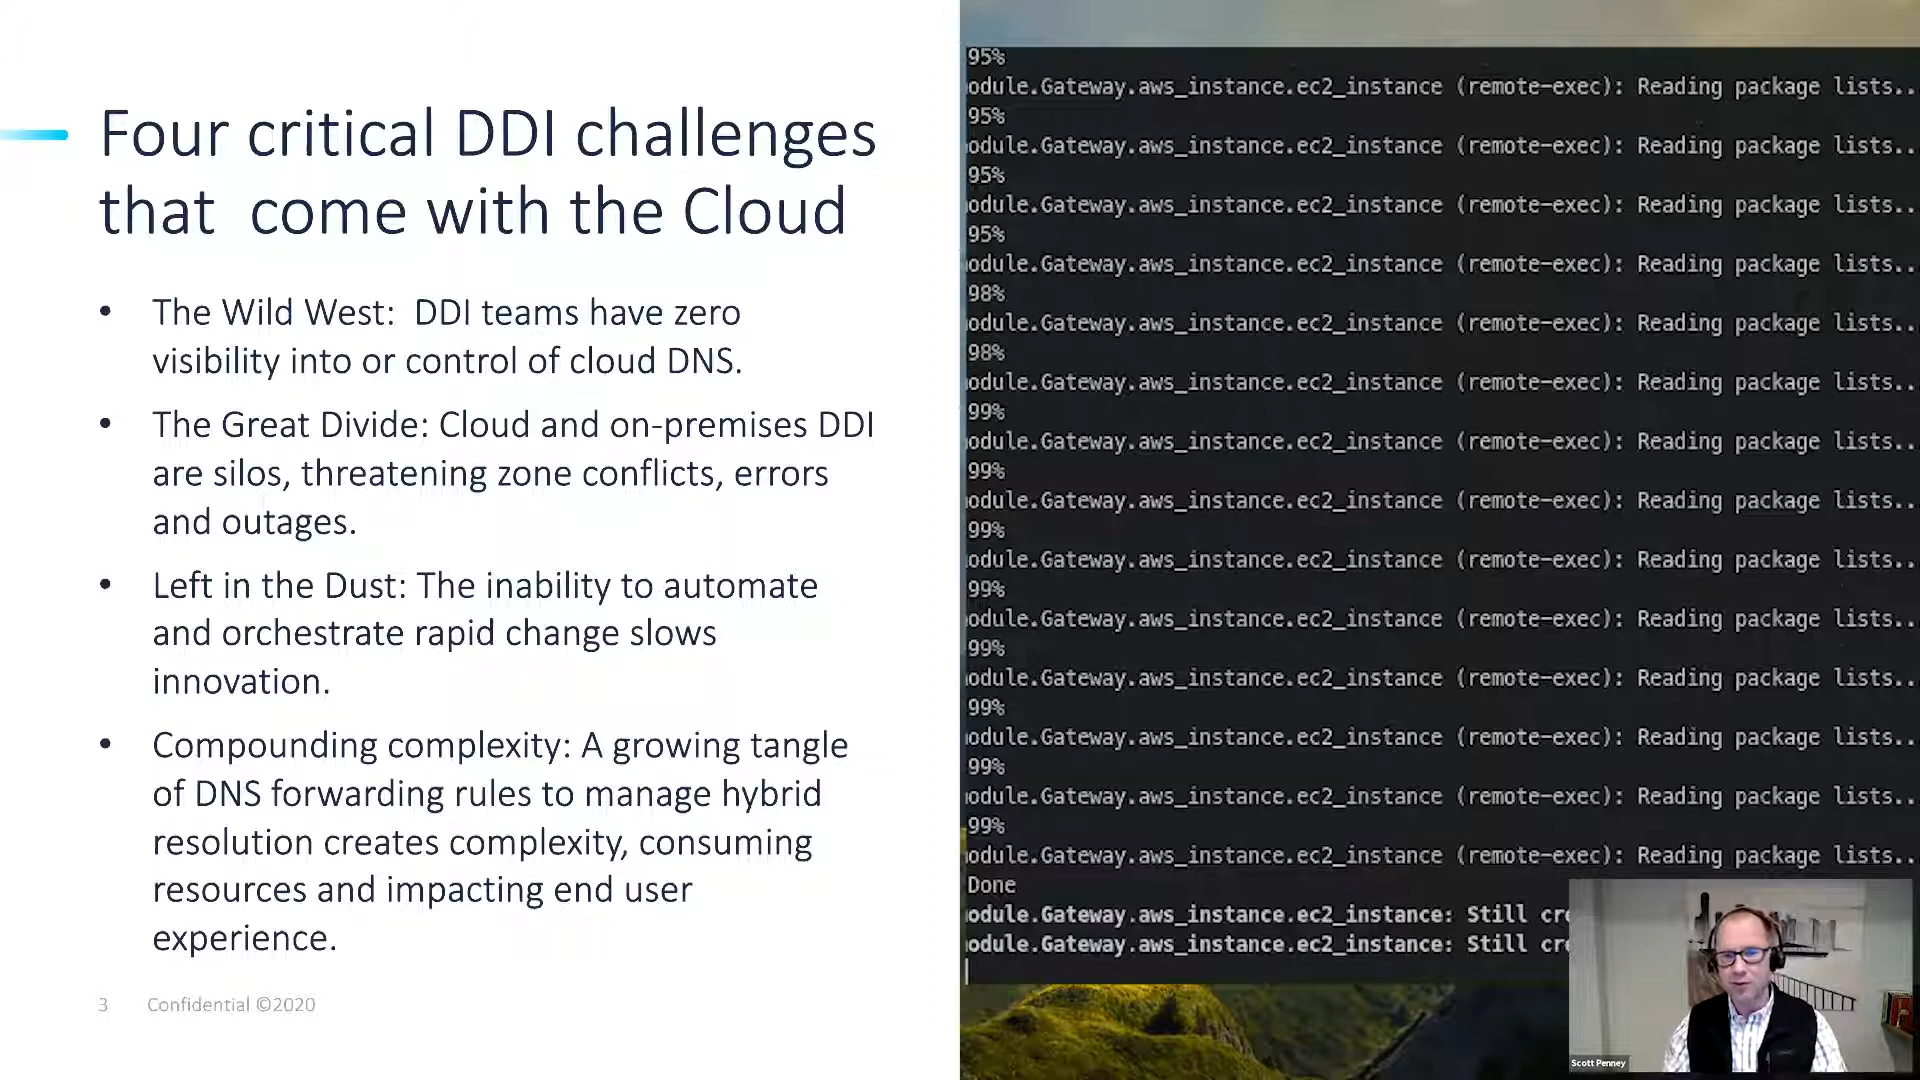 Four critical DDI challenges
that  come with the Cloud
• The Wild West:  DDI teams have zero
visibility into or control of cloud DNS.
• The Great Divide: Cloud and on-premises DDI
are silos, threatening zone conflicts, errors
and outages.
• Left in the Dust: The inability to automate
and orchestrate rapid change slows
innovation.
• Compounding complexity: A growing tangle
of DNS forwarding rules to manage hybrid
resolution creates complexity, consuming
resources and impacting end user
experience.
3 Confidential ©2020
95%
odule.Gateway.aws_instance.ec2_instance (remote-exec): Reading package lists..
95%
odule.Gateway.aws_instance.ec2_instance (remote-exec): Reading package lists..
95%
odule.Gateway.aws_instance.ec2_instance (remote-exec): Reading package lists..
95%
odule.Gateway.aws_instance.ec2_instance (remote-exec): Reading package lists..
98%
odule.Gateway.aws_instance.ec2_instance (remote-exec): Reading package lists..
98%
odule.Gateway.aws_instance.ec2_instance (remote-exec): Reading package lists..
99%
odule.Gateway.aws_instance.ec2_instance (remote-exec): Reading package lists..
99%
odule.Gateway.aws_instance.ec2_instance (remote-exec): Reading package lists..
99%
odule.Gateway.aws_instance.ec2_instance (remote-exec): Reading package lists..
99%
odule.Gateway.aws_instance.ec2_instance (remote-exec): Reading package lists..
99%
odule.Gateway.aws_instance.ec2_instance (remote-exec): Reading package lists..
99%
odule.Gateway.aws_instance.ec2_instance (remote-exec): Reading package lists..
99%
odule.Gateway.aws_instance.ec2_instance (remote-exec): Reading package lists..
99%
odule.Gateway.aws_instance.ec2_instance (remote-exec): Reading package lists..
Done
odule.Gateway.aws_instance.ec2_instance: Still cre
odule.Gateway.aws_instance.ec2_instance: Still cre
Scott Penney